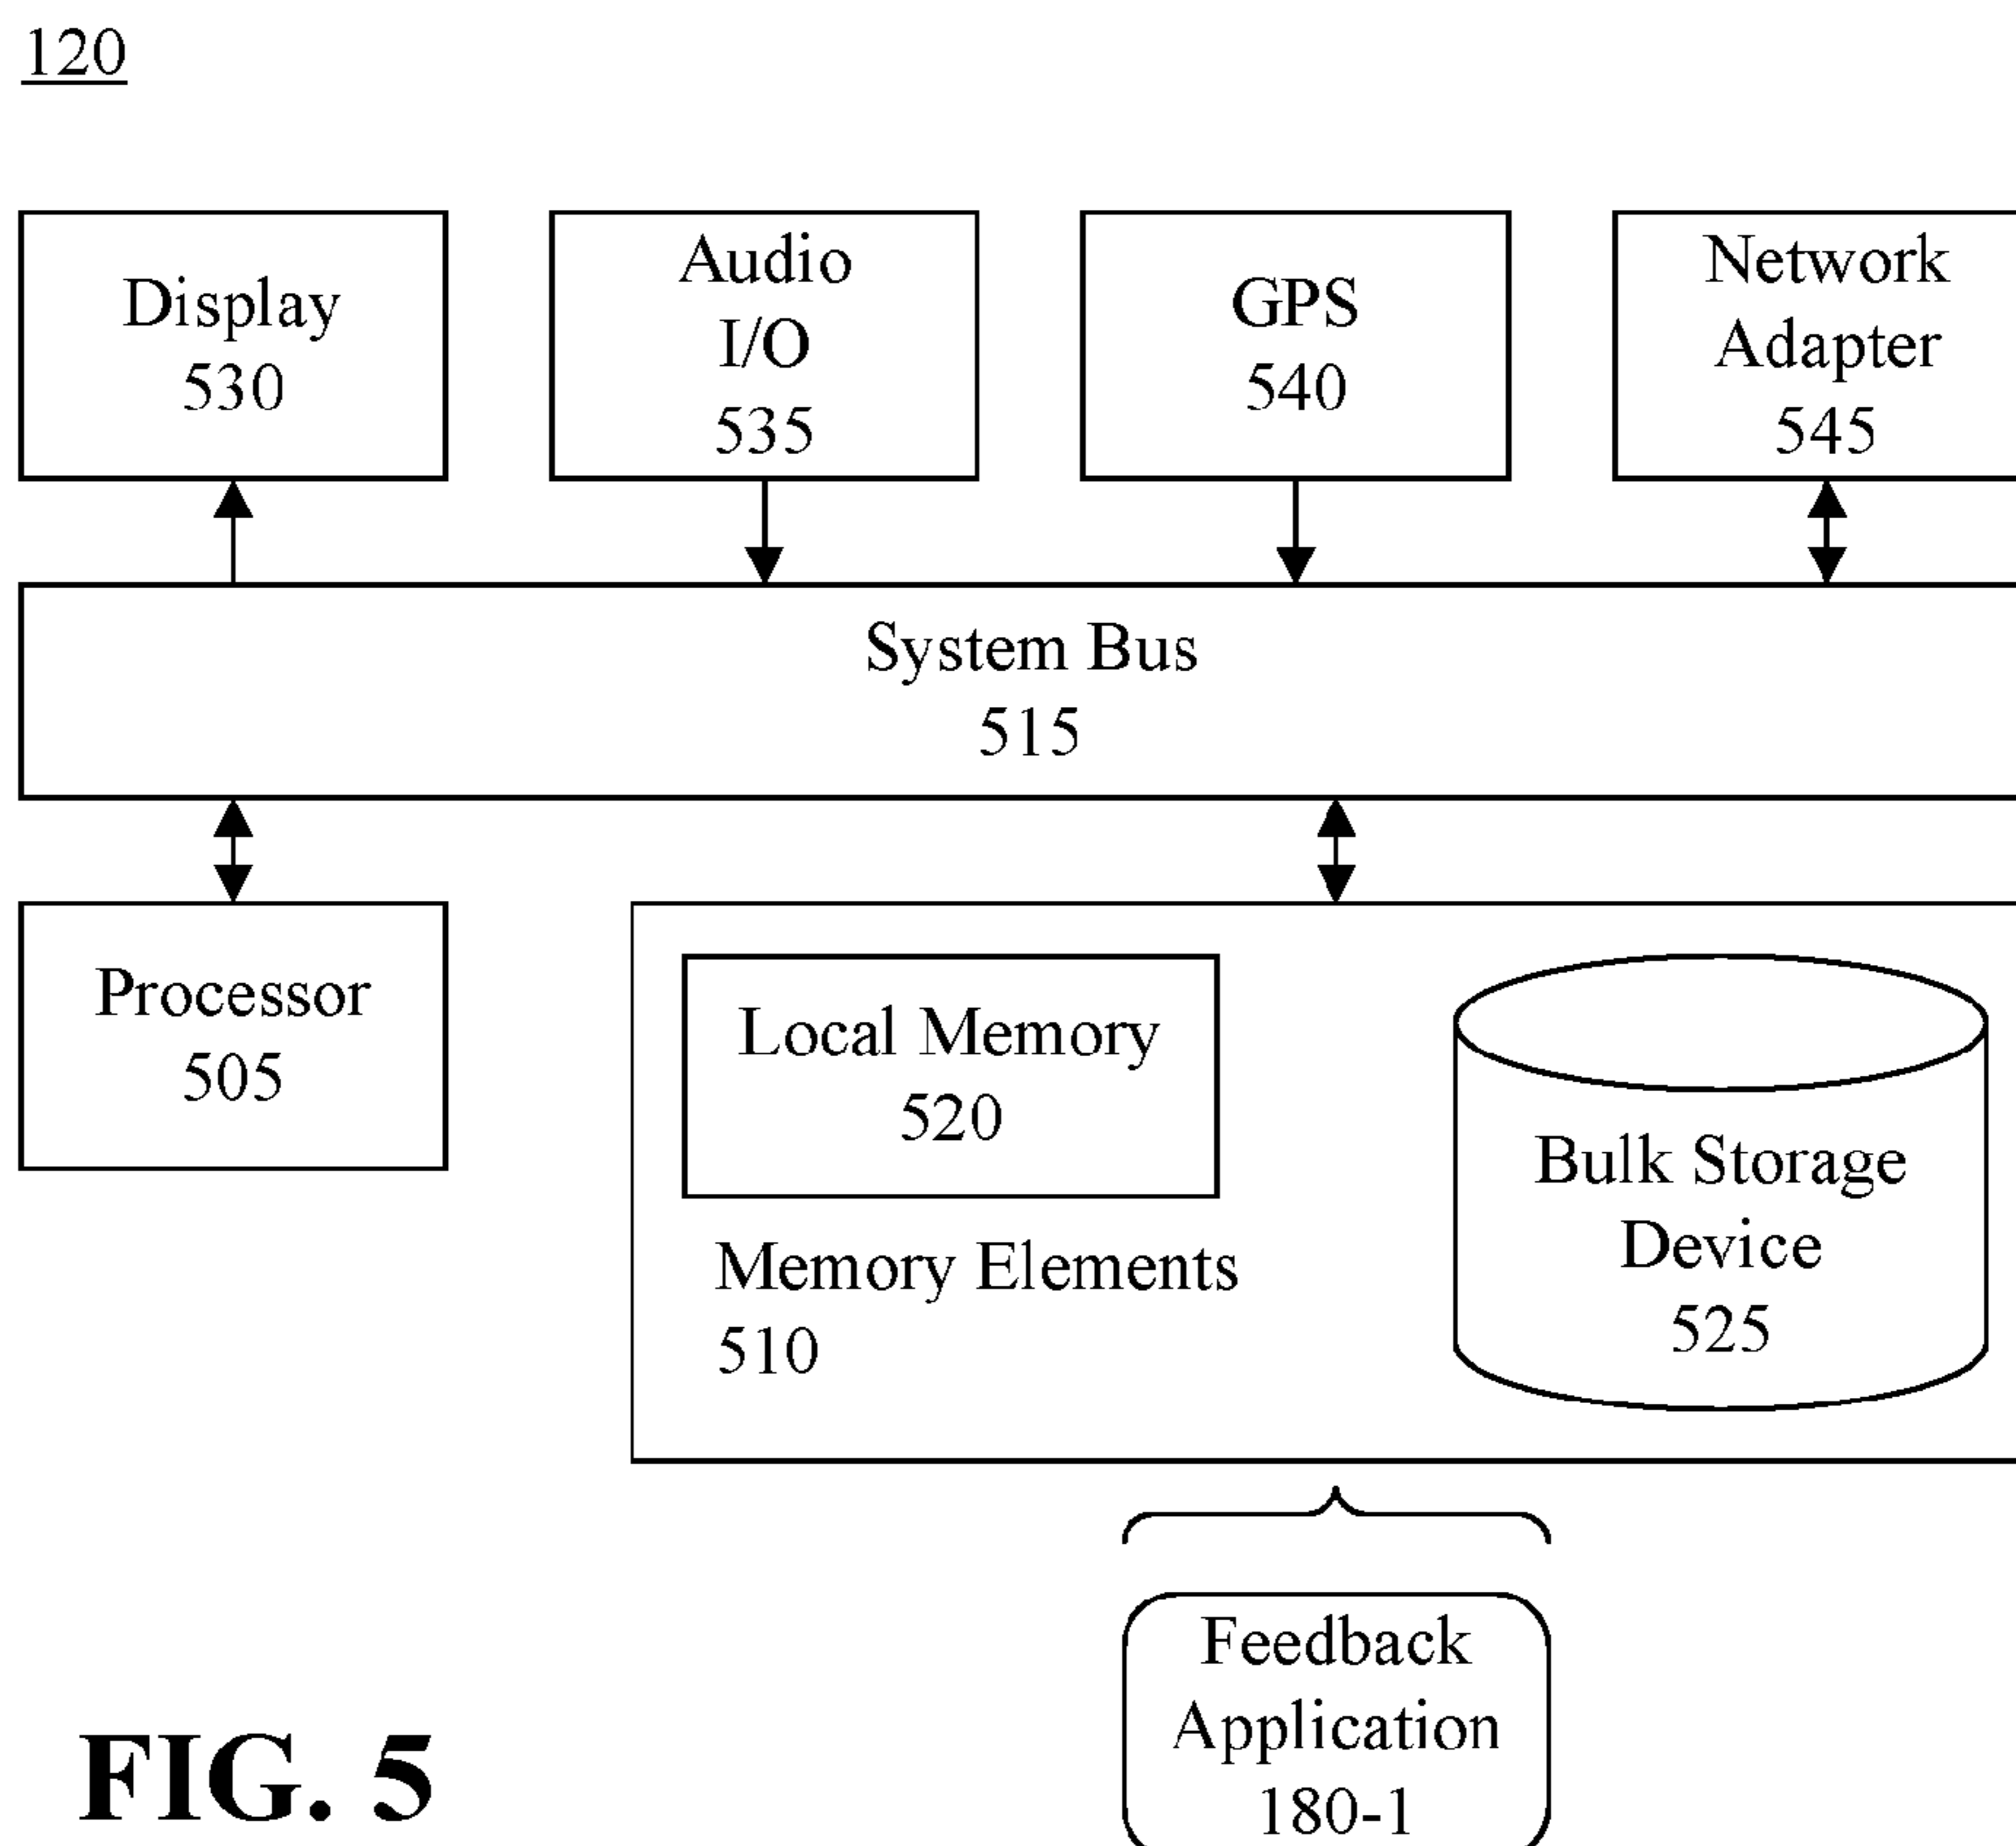 120
Display
530
Audio
I/O
535
GPS
540
Network
Adapter
545
System Bus
515
Processor
505
Local Memory
520
Memory Elements
510
Bulk Storage
Device
525
Feedback
Application
180-1
FIG. 5